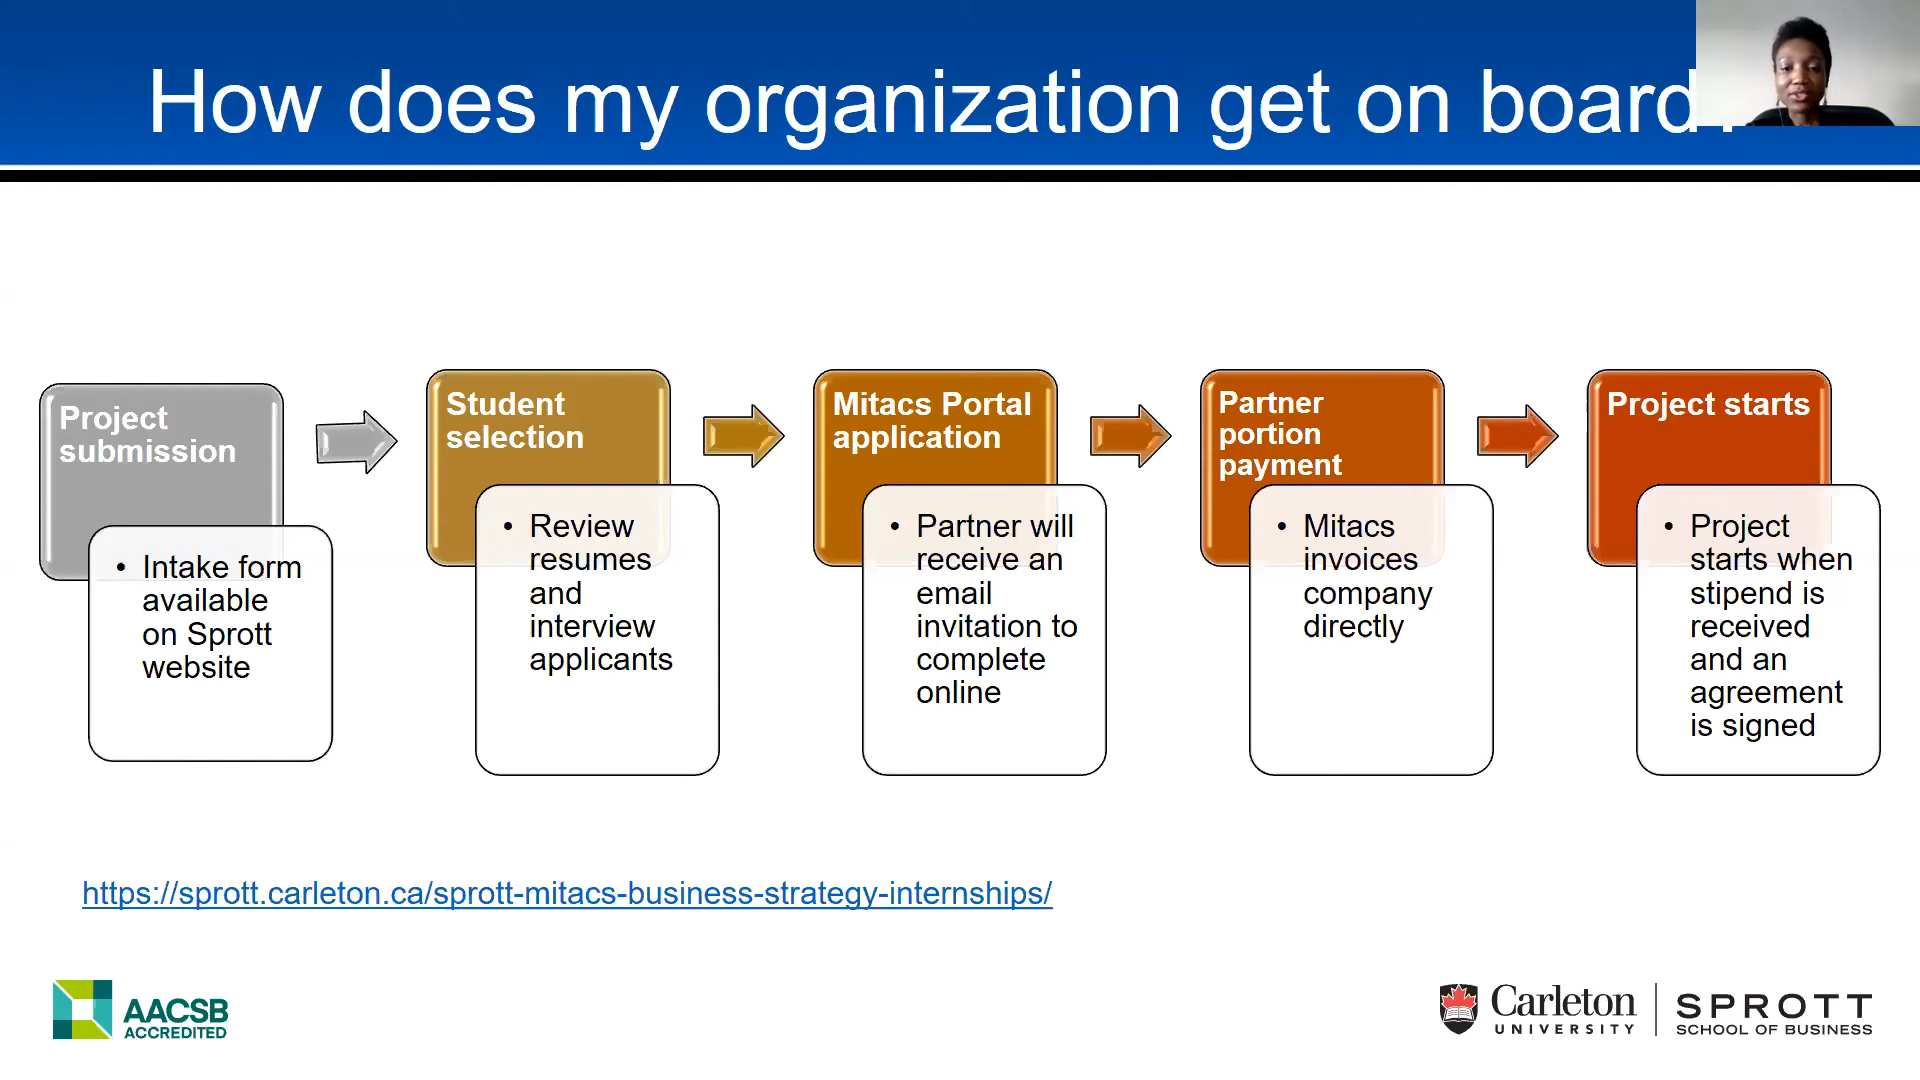 How does my organization get on board?
Project
submission
• Intake form
available
on Sprott
website
Student
selection
• Review
resumes
and
interview
applicants
Mitacs Portal
application
• Partner will
receive an
email
invitation to
complete
online
Partner
portion
payment
• Mitacs
invoices
company
directly
Project starts
• Project
starts when
stipend is
received
and an
agreement
is signed
https://sprott.carleton.ca/sprott-mitacs-business-strategy-internships/
AACSB
ACCREDITED
Carleton
UNIVERSITY
SPROTT
SCHOOL OF BUSINESS